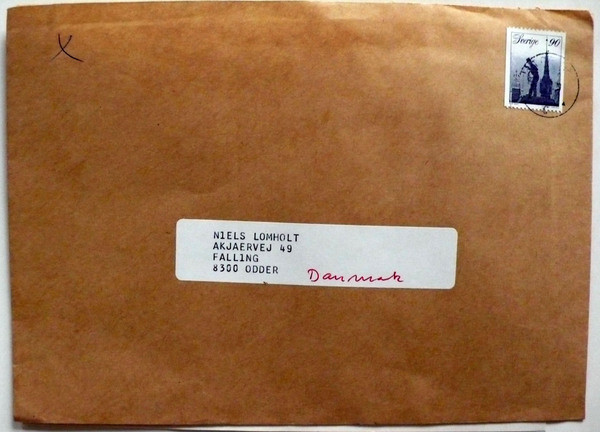 Sverige 90
NIELS LOMHOLT
AKJAERVEJ 49
FALLING
8300 ODDER Danmark